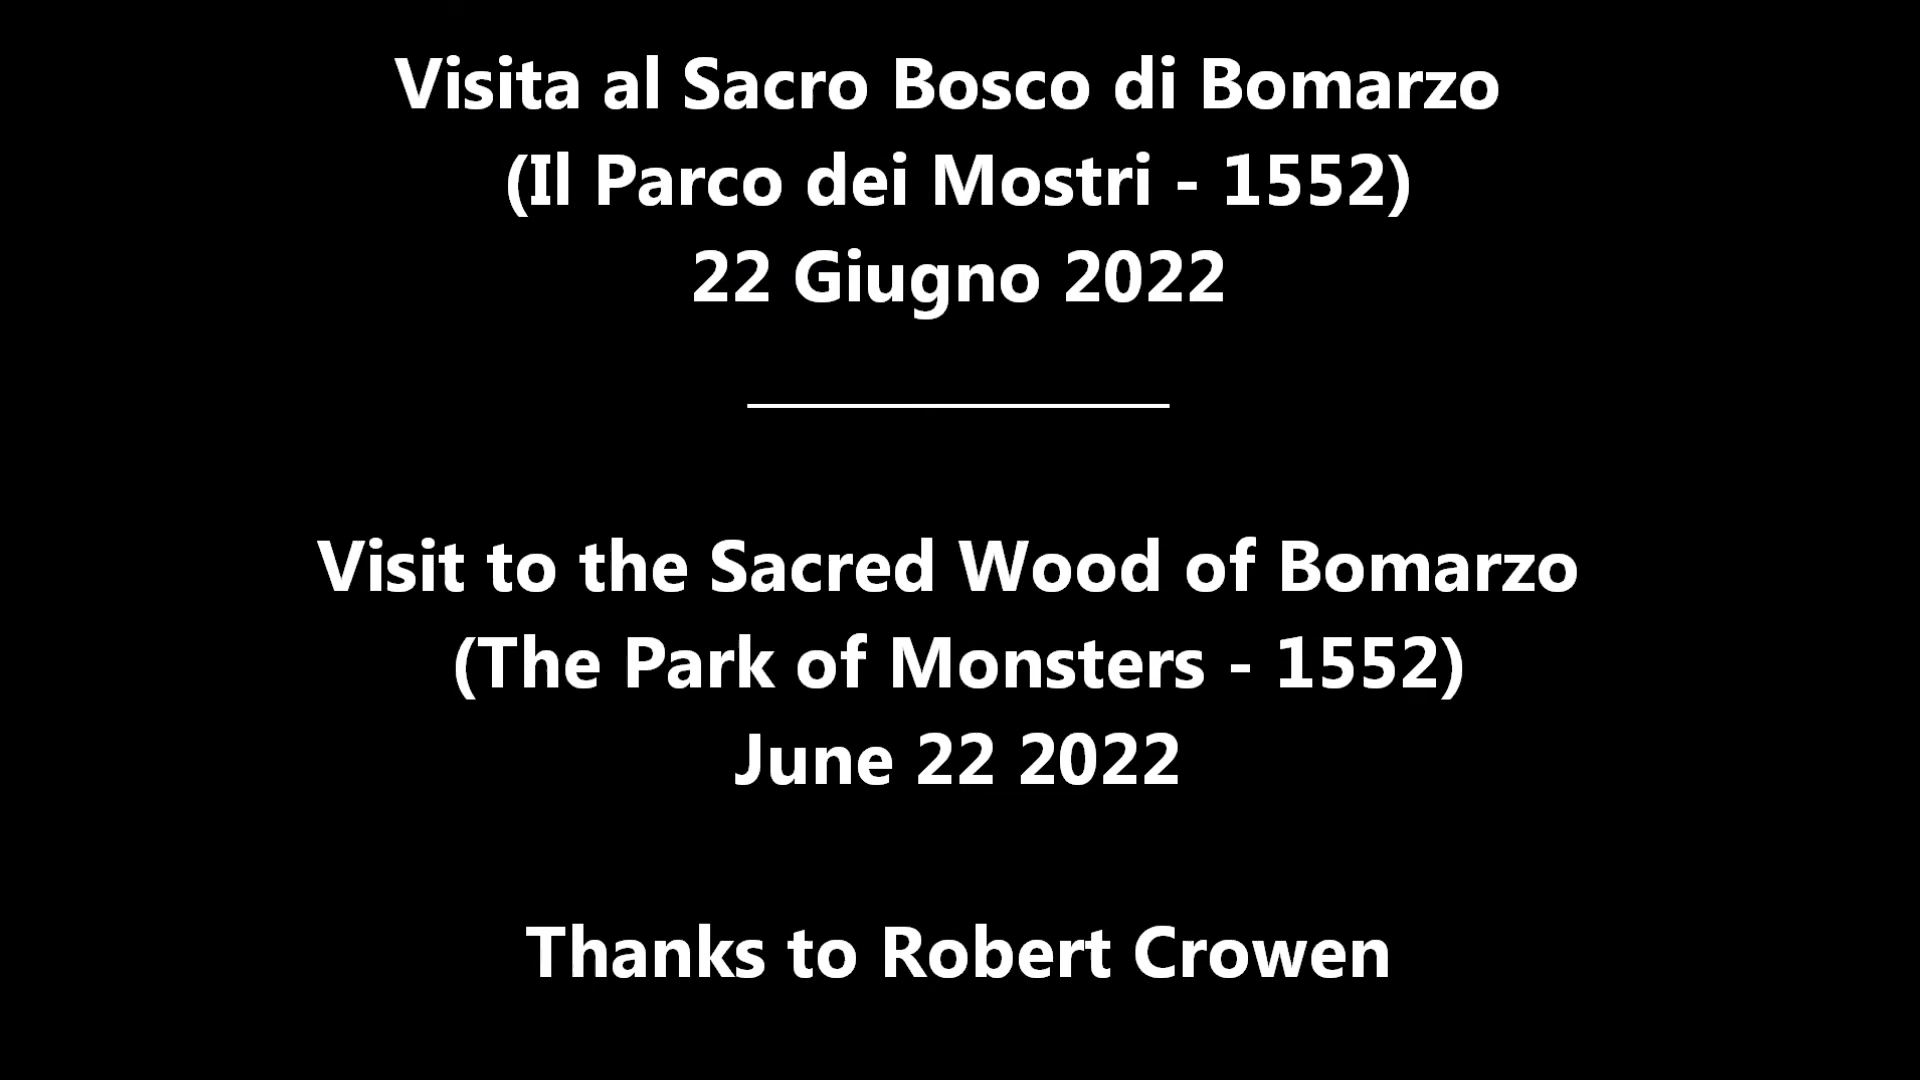 Visita al Sacro Bosco di Bomarzo
(Il Parco dei Mostri - 1552)
22 Giugno 2022
Visit to the Sacred Wood of Bomarzo
(The Park of Monsters - 1552)
June 22 2022
Thanks to Robert Crowen